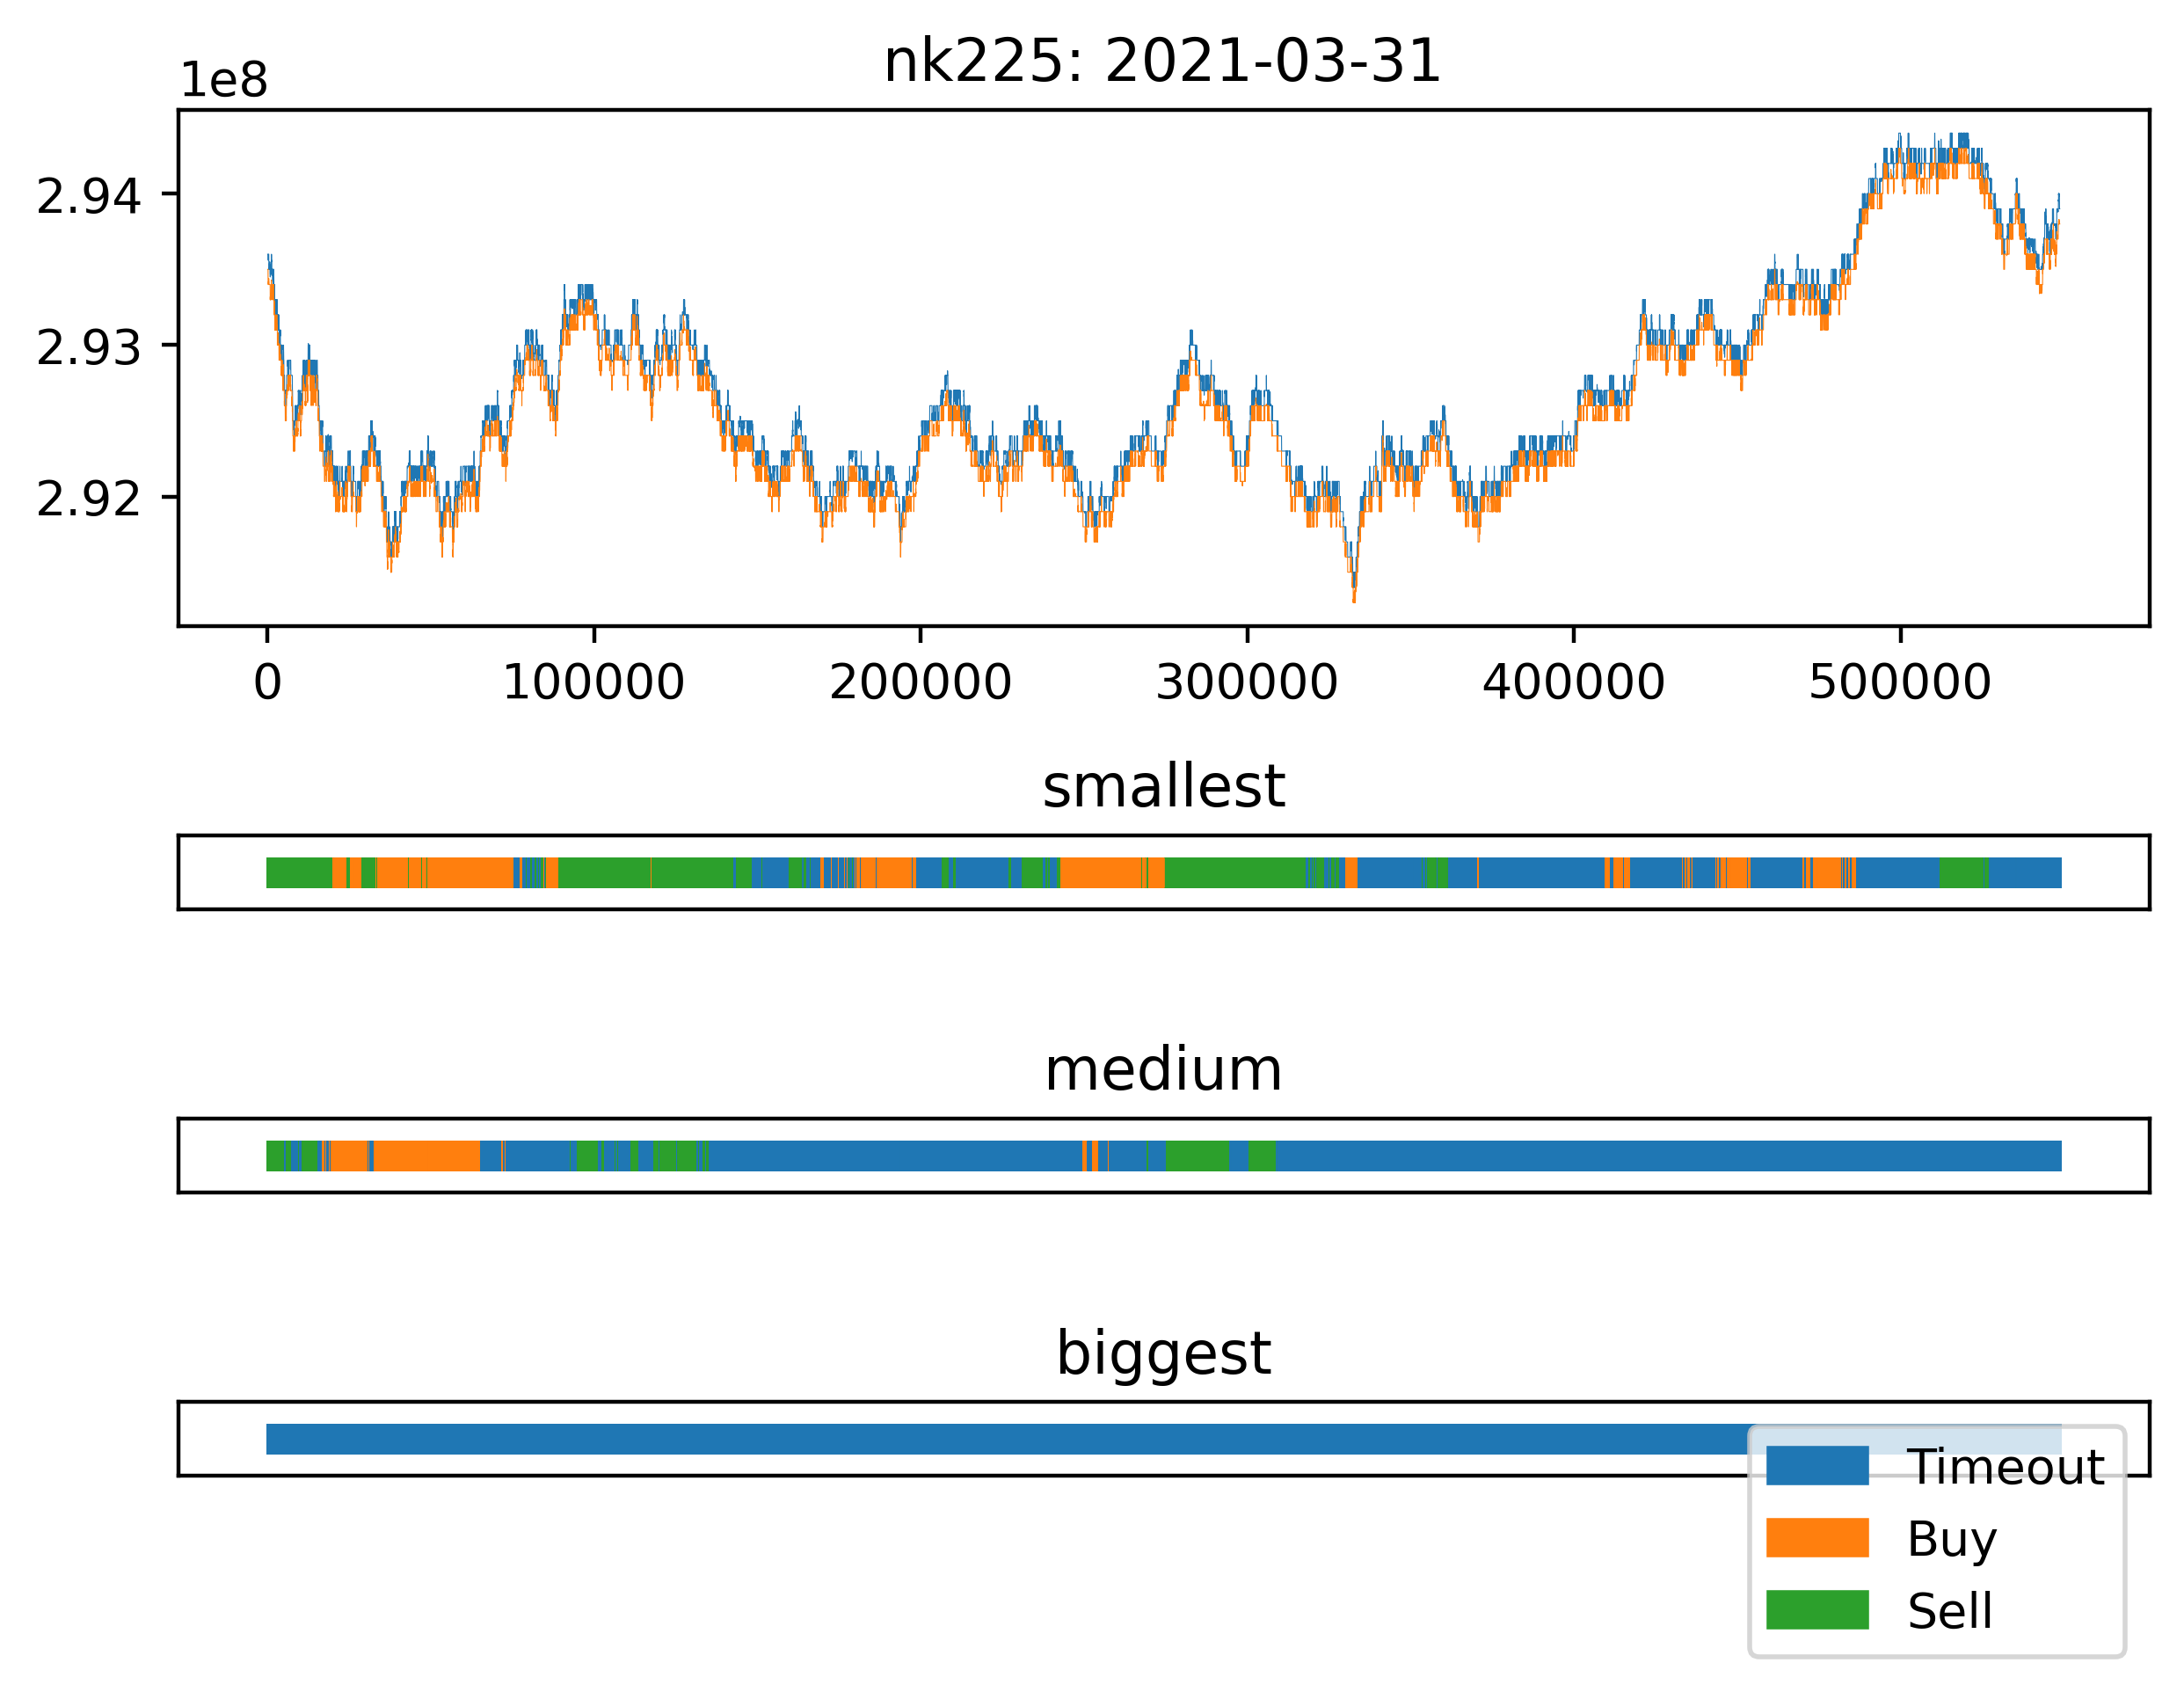 nk225: 2021-03-31
1e8
2.94
2.93
2.92
0 100000 200000 300000 400000 500000
smallest
medium
biggest
Timeout
Buy
Sell